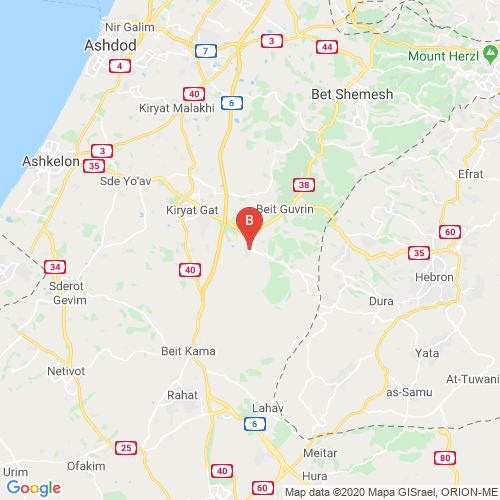 Nir Galim
Ashdod
3
44
7
Mount Herzl
4
40
6
Bet Shemesh
Kiryat Malakhi
3
Ashkelon
35
Efrat
Sde Yo'av
38
Kiryat Gat
Beit Guvrin
B
60
35
34
40
Hebron
Sderot
Gevim
Dura
Beit Kama
Yata
Netivot
At-Tuwani
Rahat
as-Samu
Lahav
6
25
Meitar
80
Ofakim
Urim
40
Hura
60
Google
Map data ©2020 Mapa GISrael, ORION-ME